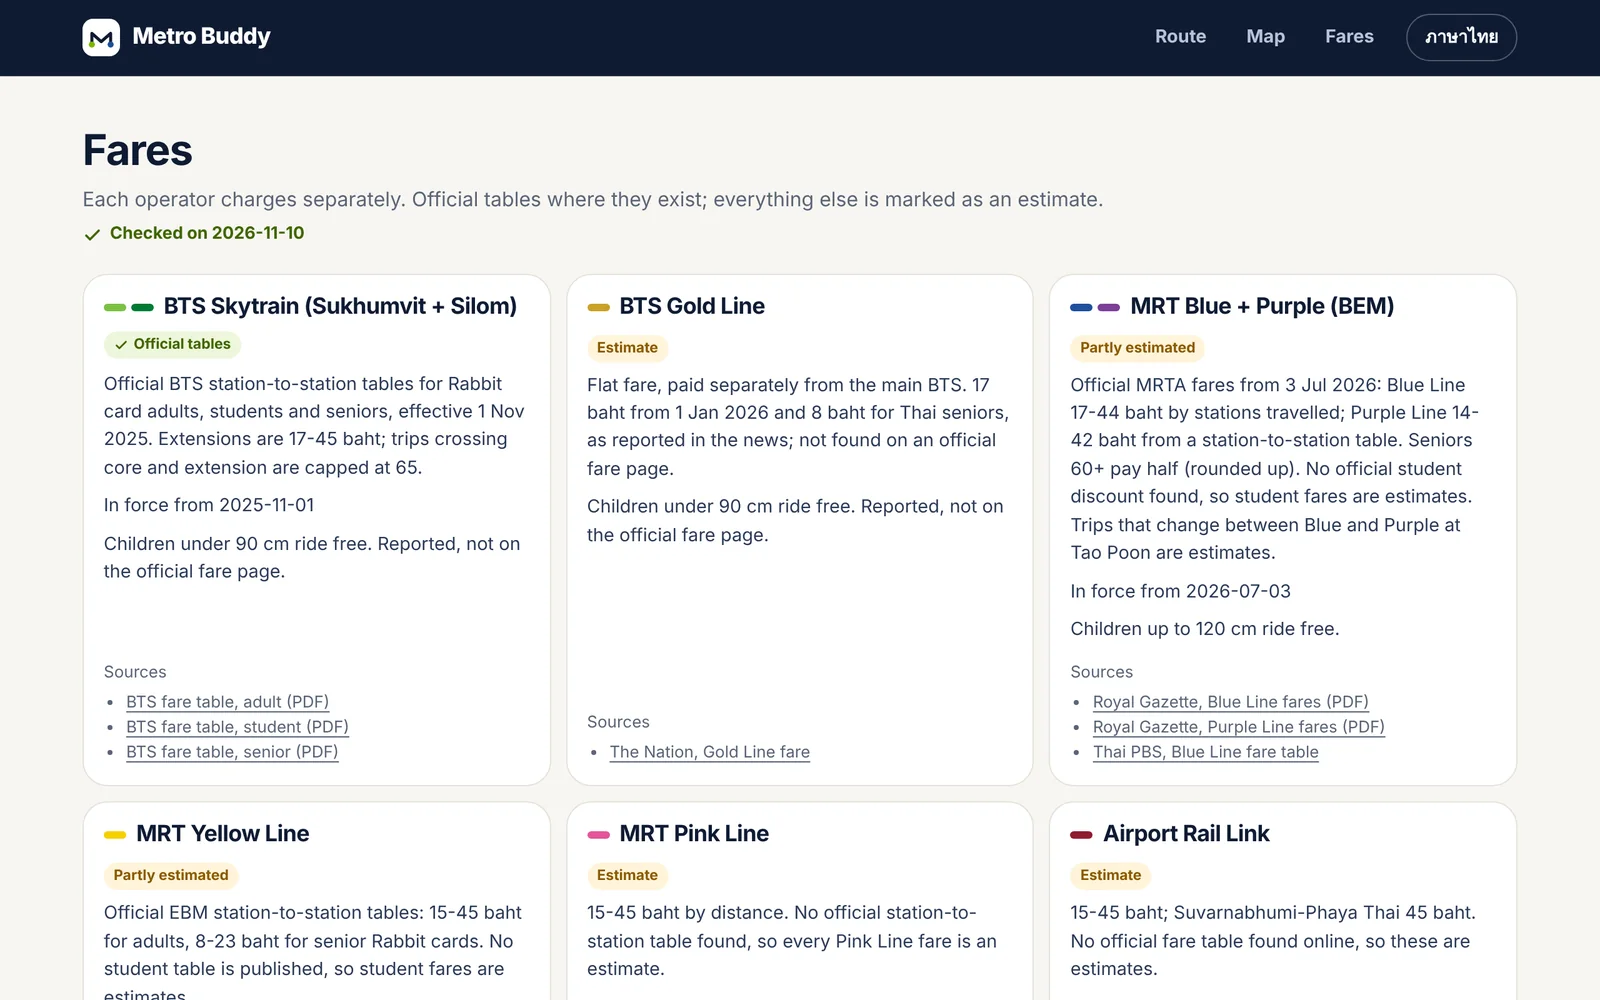 Metro Buddy
Route
Map
Fares
ภาษาไทย
Fares
Each operator charges separately. Official tables where they exist; everything else is marked as an estimate.
Checked on 2026-11-10
BTS Skytrain (Sukhumvit + Silom)
Official tables
Official BTS station-to-station tables for Rabbit
card adults, students and seniors, effective 1 Nov
2025. Extensions are 17-45 baht; trips crossing
core and extension are capped at 65.
In force from 2025-11-01
Children under 90 cm ride free. Reported, not on
the official fare page.
Sources
• BTS fare table, adult (PDF)
• BTS fare table, student (PDF)
• BTS fare table, senior (PDF)
BTS Gold Line
Estimate
Flat fare, paid separately from the main BTS. 17
baht from 1 Jan 2026 and 8 baht for Thai seniors,
as reported in the news; not found on an official
fare page.
Children under 90 cm ride free. Reported, not on
the official fare page.
Sources
• The Nation, Gold Line fare
MRT Blue + Purple (BEM)
Partly estimated
Official MRTA fares from 3 Jul 2026: Blue Line
17-44 baht by stations travelled; Purple Line 14-
42 baht from a station-to-station table. Seniors
60+ pay half (rounded up). No official student
discount found, so student fares are estimates.
Trips that change between Blue and Purple at
Tao Poon are estimates.
In force from 2026-07-03
Children up to 120 cm ride free.
Sources
• Royal Gazette, Blue Line fares (PDF)
• Royal Gazette, Purple Line fares (PDF)
• Thai PBS, Blue Line fare table
MRT Yellow Line
Partly estimated
Official EBM station-to-station tables: 15-45 baht
for adults, 8-23 baht for senior Rabbit cards. No
student table is published, so student fares are
estimates.
MRT Pink Line
Estimate
15-45 baht by distance. No official station-to-
station table found, so every Pink Line fare is an
estimate.
Airport Rail Link
Estimate
15-45 baht; Suvarnabhumi-Phaya Thai 45 baht.
No official fare table found online, so these are
estimates.